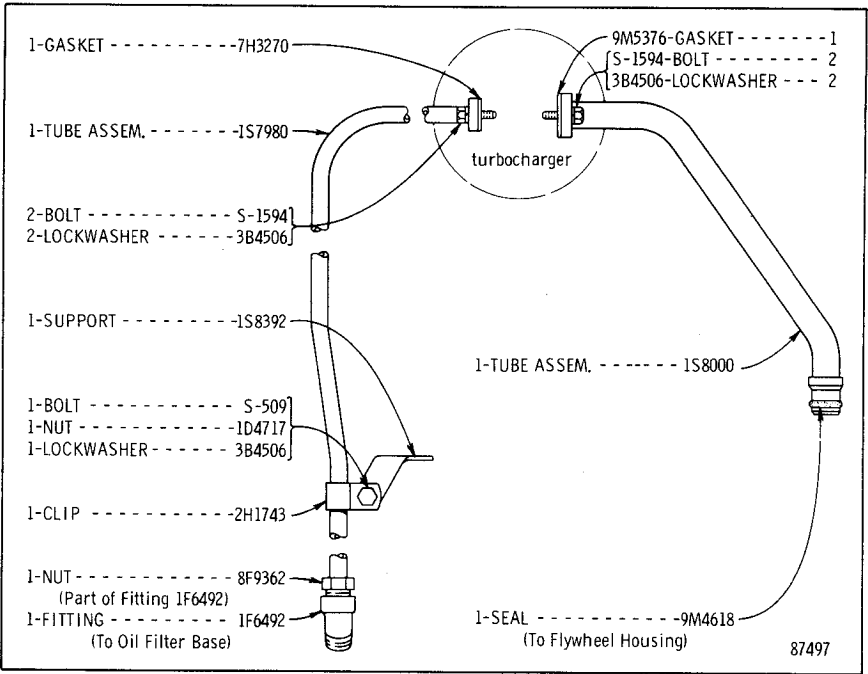 1-GASKET - - - - - - - - - - -7H3270
9M5376-GASKET - - - - - - - 1
S-1594-BOLT - - - - - - - 2
3B4506-LOCKWASHER - - - 2
1-TUBE ASSEM. - - - - - - - -1S7980
turbocharger
2-BOLT - - - - - - - - - - - - S-1594
2-LOCKWASHER - - - - - -3B4506
1-SUPPORT - - - - - - - - - -1S8392
1-TUBE ASSEM. - - - - - - - 1S8000
1-BOLT - - - - - - - - - - - - S-509
1-NUT - - - - - - - - - - - - -1D4717
1-LOCKWASHER - - - - - - 3B4506
1-CLIP - - - - - - - - - - - - -2H1743
1-NUT - - - - - - - - - - - - - 8F9362
(Part of Fitting 1F6492)
1-FITTING - - - - - - - - - - 1F6492
(To Oil Filter Base)
1-SEAL - - - - - - - - - - - -9M4618
(To Flywheel Housing)
87497